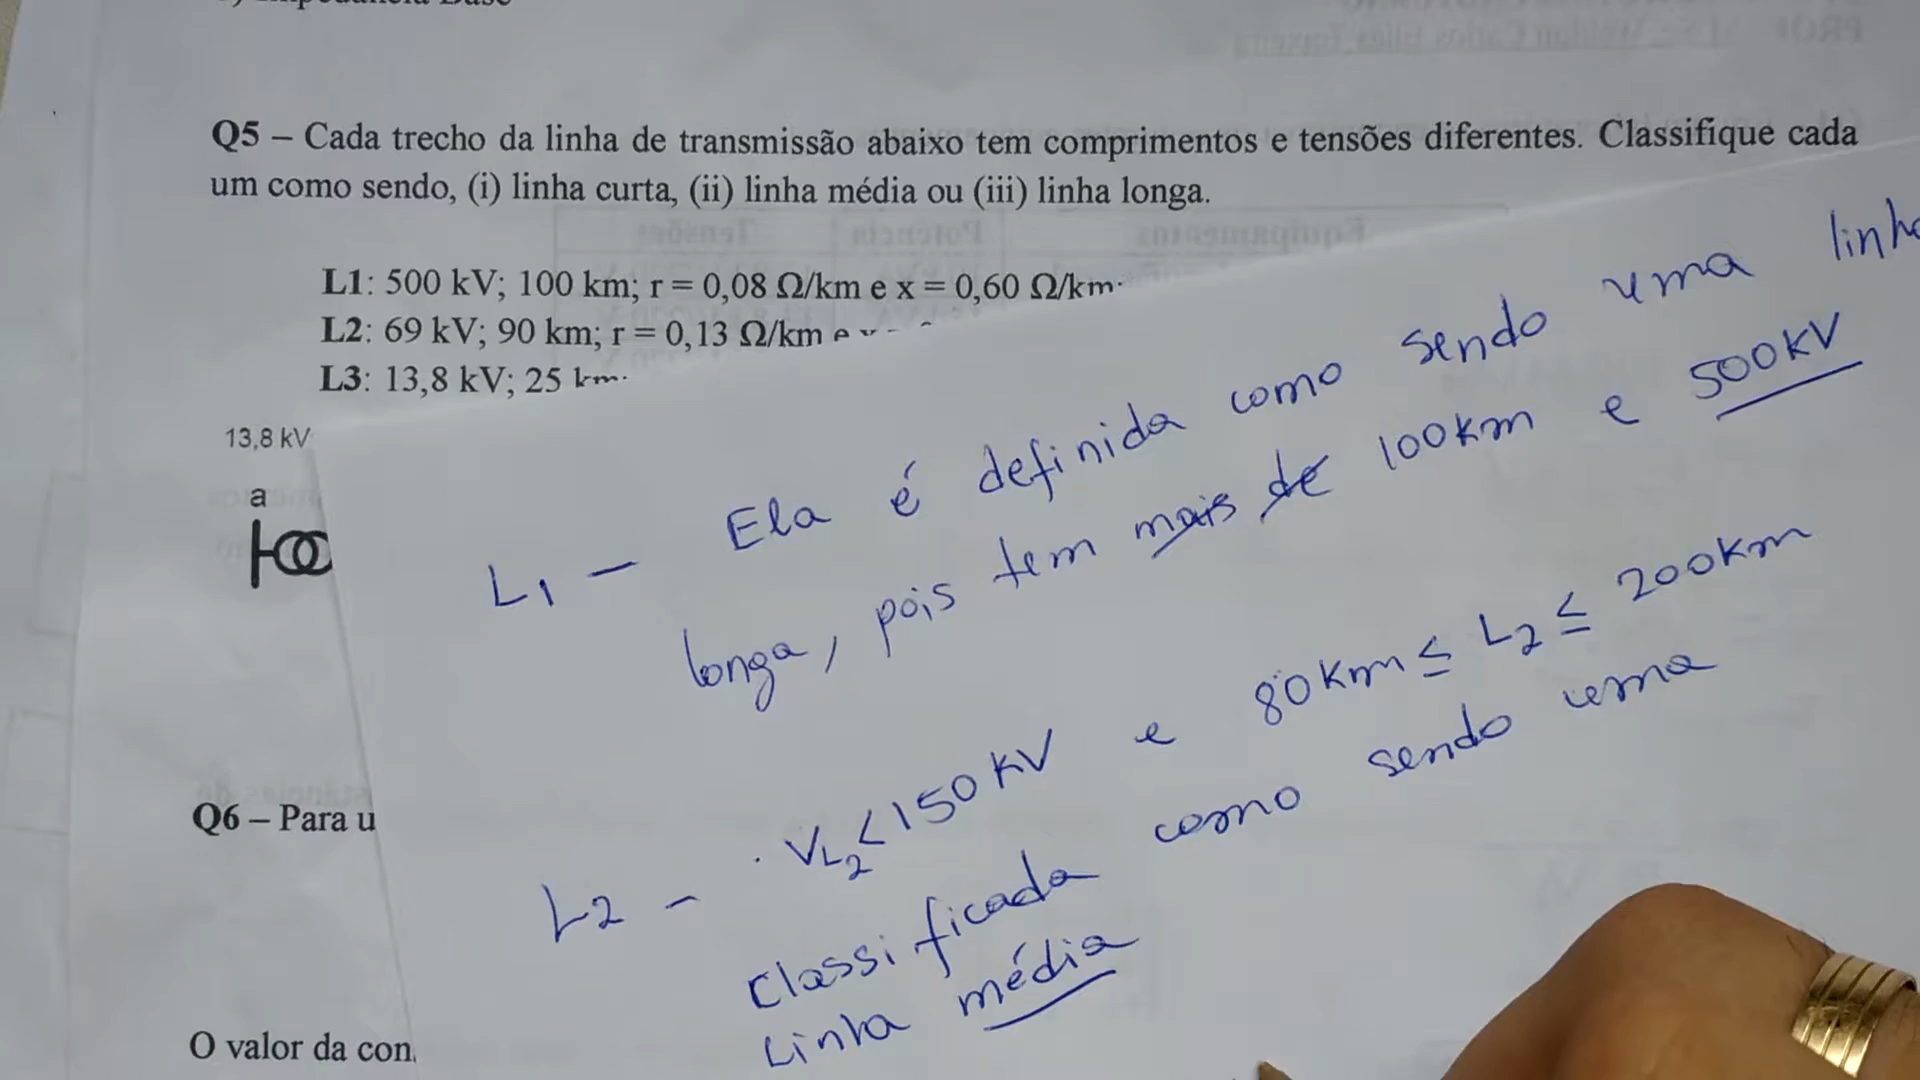 Q5 – Cada trecho da linha de transmissão abaixo tem comprimentos e tensões diferentes. Classifique cada
um como sendo, (i) linha curta, (ii) linha média ou (iii) linha longa.
L1: 500 kV; 100 km; r = 0,08 Ω/km e x = 0,60 Ω/km
L2: 69 kV; 90 km; r = 0,13 Ω/km e
L3: 13,8 kV; 25 km
13,8 kV
a
L1 – Ela é definida como sendo uma linha
longa, pois tem mais de 100km e 500kV
L2 – VL2 < 150 kV e 80km ≤ L2 ≤ 200km
Classificada como sendo uma
Linha média
Q6 – Para u
O valor da con